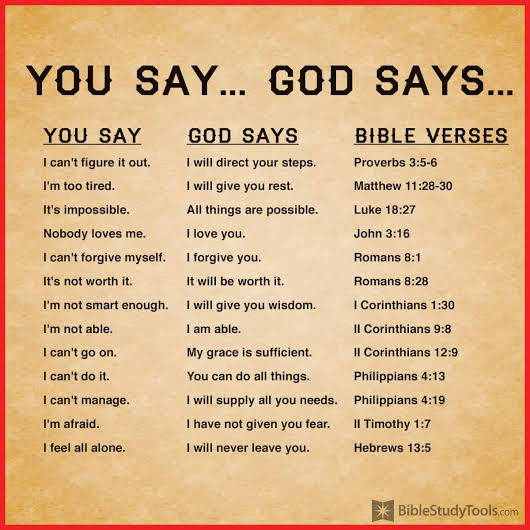 YOU SAY... GOD SAYS...
YOU SAY GOD SAYS BIBLE VERSES
I can't figure it out. I will direct your steps. Proverbs 3:5-6
I'm too tired. I will give you rest. Matthew 11:28-30
It's impossible. All things are possible. Luke 18:27
Nobody loves me. I love you. John 3:16
I can't forgive myself. I forgive you. Romans 8:1
It's not worth it. It will be worth it. Romans 8:28
I'm not smart enough. I will give you wisdom. I Corinthians 1:30
I'm not able. I am able. II Corinthians 9:8
I can't go on. My grace is sufficient. II Corinthians 12:9
I can't do it. You can do all things. Philippians 4:13
I can't manage. I will supply all you needs. Philippians 4:19
I'm afraid. I have not given you fear. II Timothy 1:7
I feel all alone. I will never leave you. Hebrews 13:5
BibleStudyTools.com